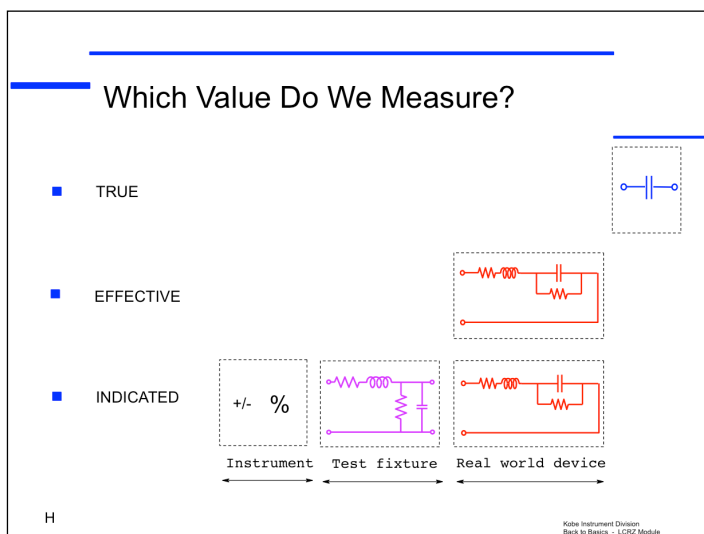 Which Value Do We Measure?
TRUE
EFFECTIVE
INDICATED
+/- %
Instrument Test fixture Real world device
H
Kobe Instrument Division
Back to Basics - LCRZ Module